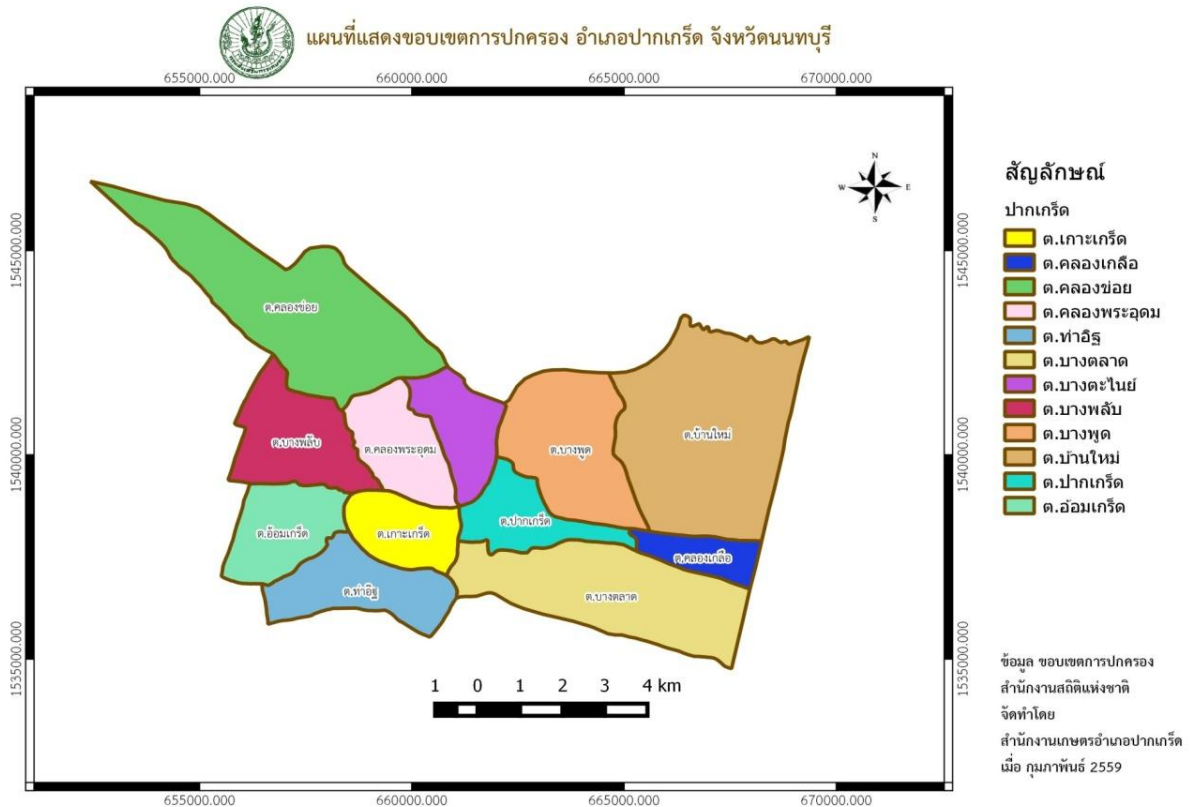 แผนที่แสดงขอบเขตการปกครอง อำเภอปากเกร็ด จังหวัดนนทบุรี
655000.000 660000.000 665000.000 670000.000
N
W E
S
1545000.000 1545000.000
1540000.000 1540000.000
1535000.000 1535000.000
ต.คลองข่อย
ต.บางพลับ
ต.คลองพระอุดม
ต.บางพูด
ต.บ้านใหม่
ต.อ้อมเกร็ด
ต.เกาะเกร็ด
ต.ปากเกร็ด
ต.คลองเกลือ
ต.ท่าอิฐ
ต.บางตลาด
1 0 1 2 3 4 km
655000.000 660000.000 665000.000 670000.000
สัญลักษณ์
ปากเกร็ด
ต.เกาะเกร็ด
ต.คลองเกลือ
ต.คลองข่อย
ต.คลองพระอุดม
ต.ท่าอิฐ
ต.บางตลาด
ต.บางตะไนย์
ต.บางพลับ
ต.บางพูด
ต.บ้านใหม่
ต.ปากเกร็ด
ต.อ้อมเกร็ด
ข้อมูล ขอบเขตการปกครอง
สำนักงานสถิติแห่งชาติ
จัดทำโดย
สำนักงานเกษตรอำเภอปากเกร็ด
เมื่อ กุมภาพันธ์ 2559